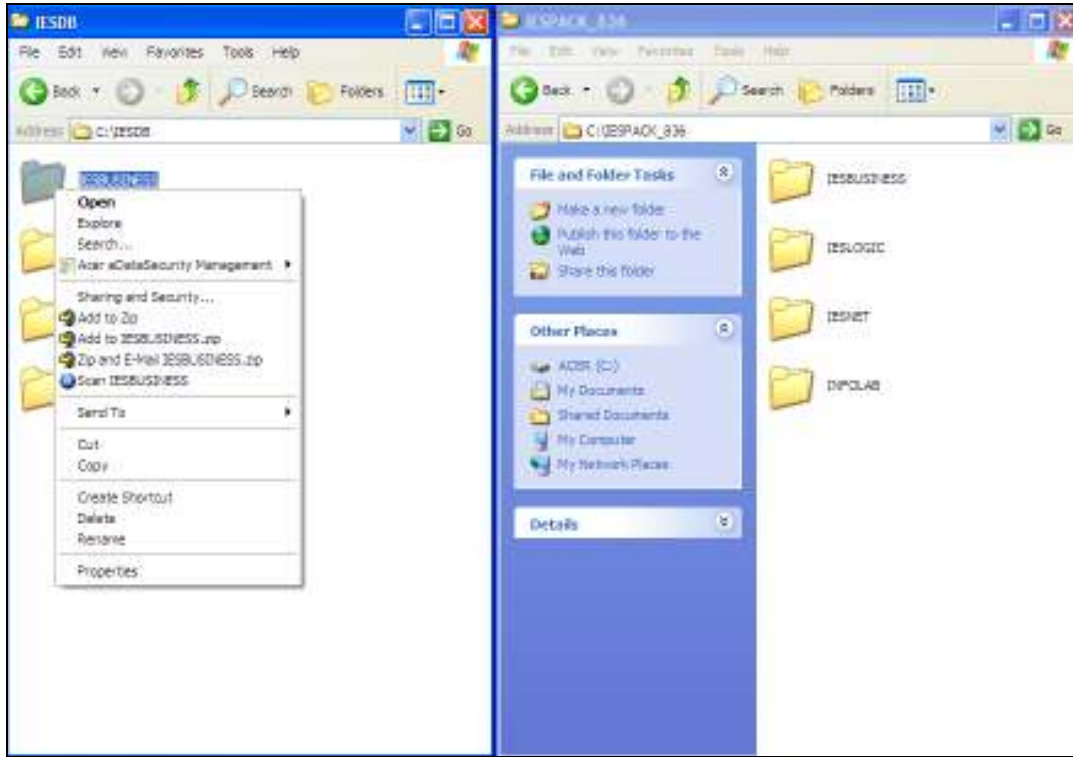 IESDB
File Edit View Favorites Tools Help
Back Search Folders
Address C:\IESDB Go
IESBUSINESS
Open
Explore
Search...
Acer eDataSecurity Management
Sharing and Security...
Add to Zip
Add to IESBUSINESS.zip
Zip and E-Mail IESBUSINESS.zip
Scan IESBUSINESS
Send To
Cut
Copy
Create Shortcut
Delete
Rename
Properties
IESPACK_836
File Edit View Favorites Tools Help
Back Search Folders
Address C:\IESPACK_836 Go
File and Folder Tasks
Make a new folder
Publish this folder to the
Web
Share this folder
Other Places
ACER (C:)
My Documents
Shared Documents
My Computer
My Network Places
Details
IESBUSINESS
IESLOGIC
IESNET
INFOLAB